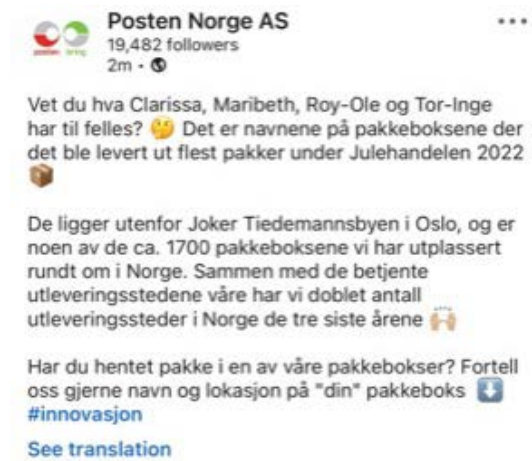 Posten Norge AS
19,482 followers
2m •
posten bring
Vet du hva Clarissa, Maribeth, Roy-Ole og Tor-Inge
har til felles? 🤔 Det er navnene på pakkeboksene der
det ble levert ut flest pakker under Julehandelen 2022
📦
De ligger utenfor Joker Tiedemannsbyen i Oslo, og er
noen av de ca. 1700 pakkeboksene vi har utplassert
rundt om i Norge. Sammen med de betjente
utleveringsstedene våre har vi doblet antall
utleveringssteder i Norge de tre siste årene 🙌🏼
Har du hentet pakke i en av våre pakkebokser? Fortell
oss gjerne navn og lokasjon på "din" pakkeboks ⬇️
#innovasjon
See translation